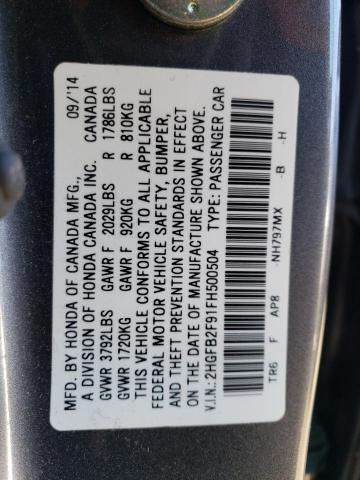 MFD. BY HONDA OF CANADA MFG., 09/'14
A DIVISION OF HONDA CANADA INC. CANADA
GVWR 3792LBS GAWR F 2029LBS R 1786LBS
GVWR 1720KG GAWR F 920KG R 810KG
THIS VEHICLE CONFORMS TO ALL APPLICABLE
FEDERAL MOTOR VEHICLE SAFETY, BUMPER,
AND THEFT PREVENTION STANDARDS IN EFFECT
ON THE DATE OF MANUFACTURE SHOWN ABOVE.
V.I.N.: 2HGFB2F91FH500504 TYPE: PASSENGER CAR
TR6 F AP8 -NH797MX -B -H